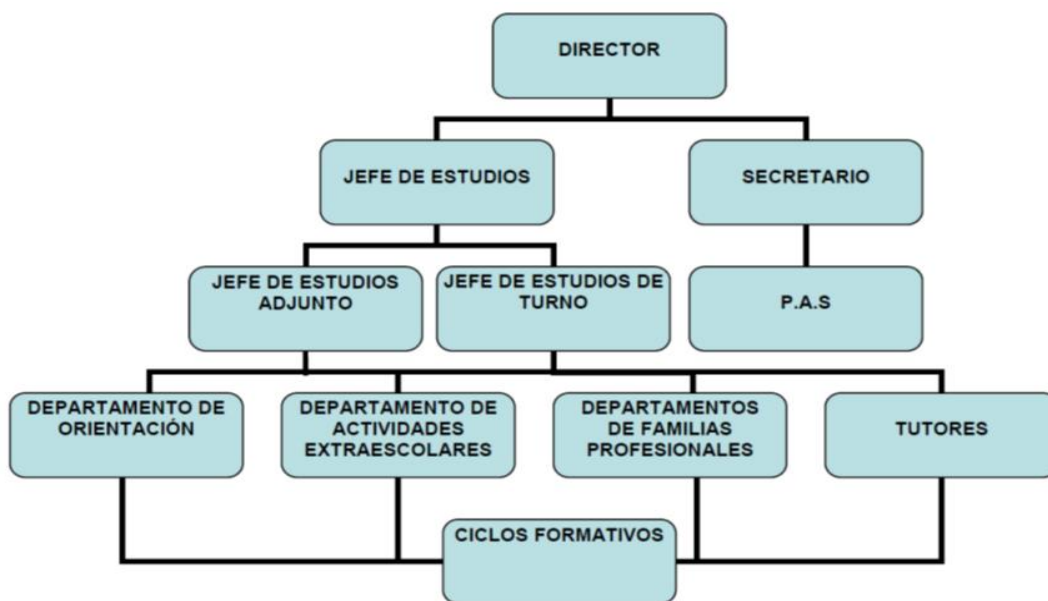 DIRECTOR
JEFE DE ESTUDIOS
SECRETARIO
JEFE DE ESTUDIOS
ADJUNTO
JEFE DE ESTUDIOS DE
TURNO
P.A.S
DEPARTAMENTO DE
ORIENTACIÓN
DEPARTAMENTO DE
ACTIVIDADES
EXTRAESCOLARES
DEPARTAMENTOS
DE FAMILIAS
PROFESIONALES
TUTORES
CICLOS FORMATIVOS